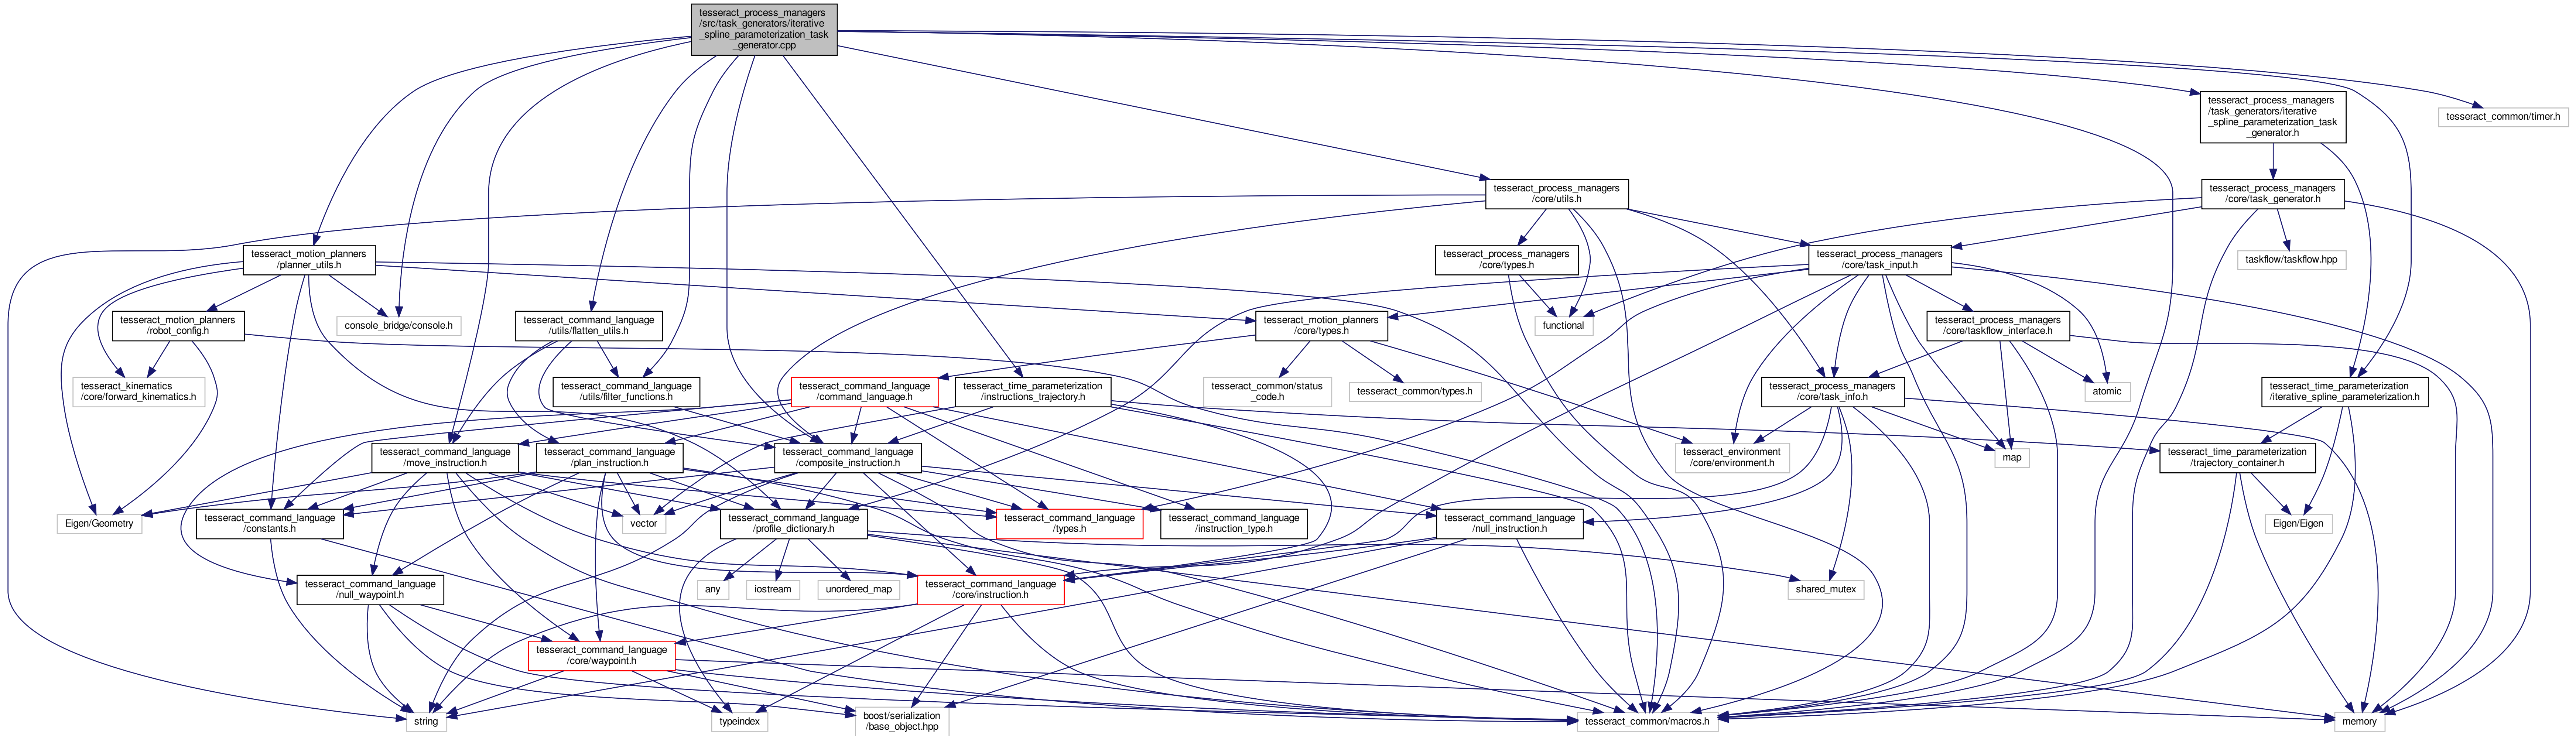 tesseract_process_managers
/src/task_generators/iterative
_spline_parameterization_task
_generator.cpp
tesseract_process_managers
/task_generators/iterative
_spline_parameterization_task
_generator.h
tesseract_common/timer.h
tesseract_process_managers
/core/utils.h
tesseract_process_managers
/core/task_generator.h
tesseract_motion_planners
/planner_utils.h
tesseract_process_managers
/core/types.h
tesseract_process_managers
/core/task_input.h
taskflow/taskflow.hpp
tesseract_motion_planners
/robot_config.h
console_bridge/console.h
tesseract_command_language
/utils/flatten_utils.h
tesseract_motion_planners
/core/types.h
functional
tesseract_process_managers
/core/taskflow_interface.h
tesseract_kinematics
/core/forward_kinematics.h
tesseract_command_language
/utils/filter_functions.h
tesseract_command_language
/command_language.h
tesseract_time_parameterization
/instructions_trajectory.h
tesseract_common/status
_code.h
tesseract_common/types.h
tesseract_process_managers
/core/task_info.h
atomic
tesseract_time_parameterization
/iterative_spline_parameterization.h
tesseract_command_language
/move_instruction.h
tesseract_command_language
/plan_instruction.h
tesseract_command_language
/composite_instruction.h
tesseract_environment
/core/environment.h
map
tesseract_time_parameterization
/trajectory_container.h
Eigen/Geometry
tesseract_command_language
/constants.h
vector
tesseract_command_language
/profile_dictionary.h
tesseract_command_language
/types.h
tesseract_command_language
/instruction_type.h
tesseract_command_language
/null_instruction.h
Eigen/Eigen
tesseract_command_language
/null_waypoint.h
any
iostream
unordered_map
tesseract_command_language
/core/instruction.h
shared_mutex
tesseract_command_language
/core/waypoint.h
string
typeindex
boost/serialization
/base_object.hpp
tesseract_common/macros.h
memory